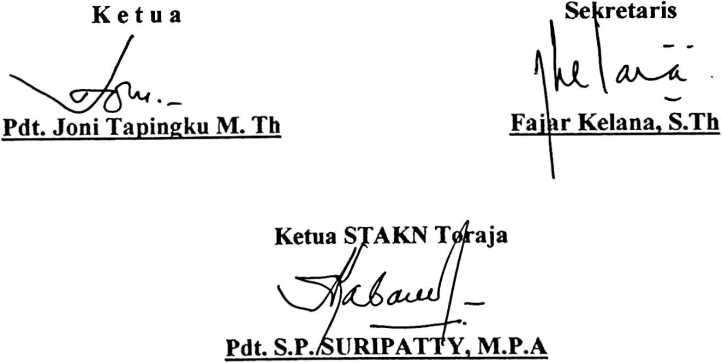 K e t u a
Sekretaris
Pdt. Joni Tapingku M. Th
Fajar Kelana, S.Th
Ketua STAKN Toraja
Pdt. S.P. SURIPATTY, M.P.A